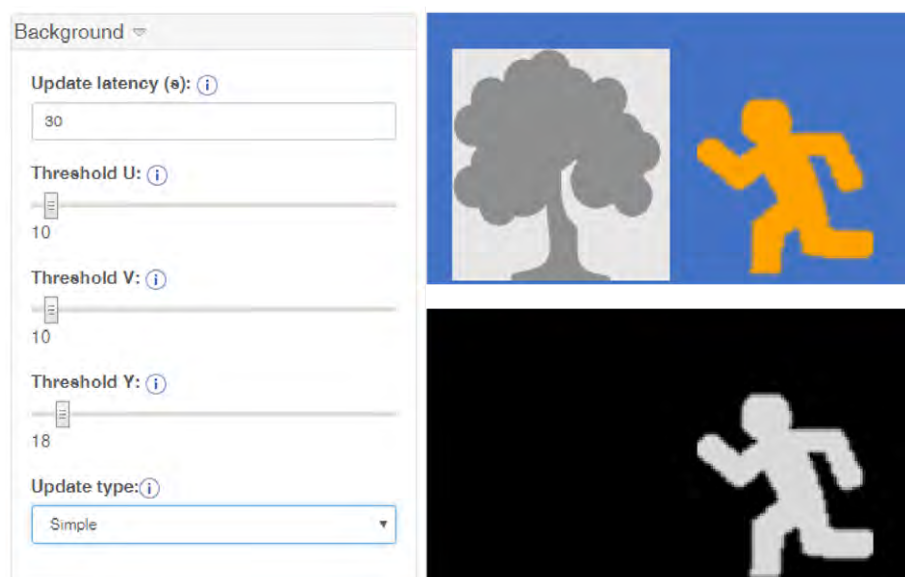 Background
Update latency (s):
30
Threshold U:
10
Threshold V:
10
Threshold Y:
18
Update type:
Simple